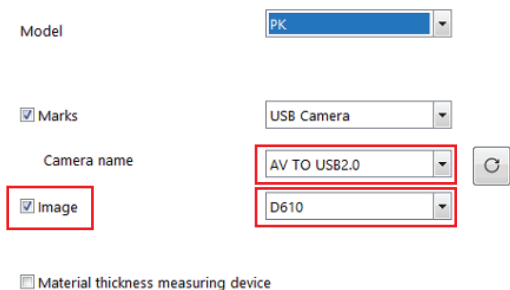 Model PK
Marks USB Camera
Camera name AV TO USB2.0
Image D610
Material thickness measuring device